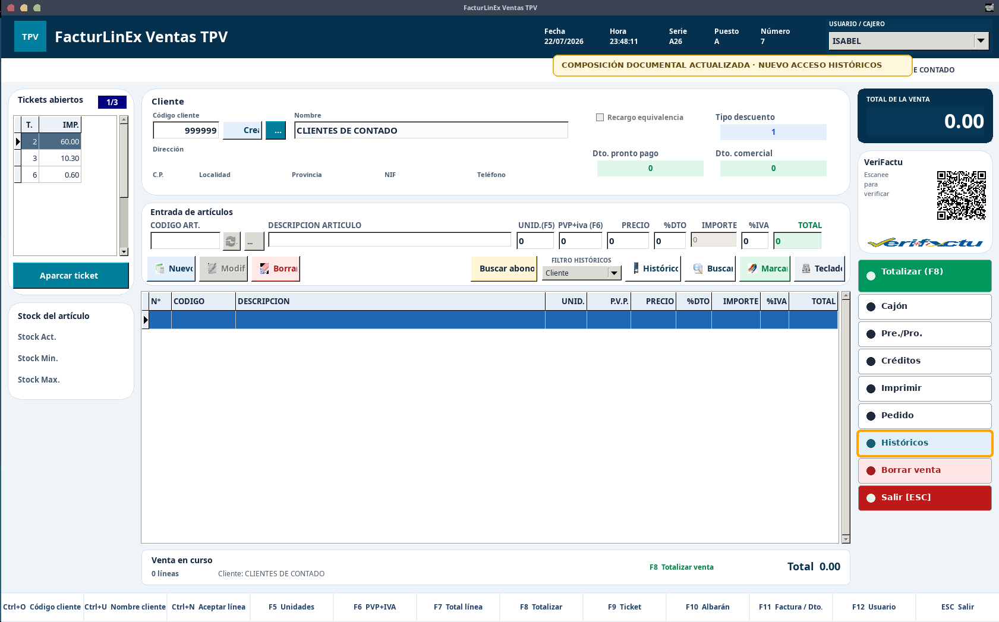 FacturLinEx Ventas TPV
TPV
FacturLinEx Ventas TPV
Fecha
22/07/2026
Hora
23:48:11
Serie
A26
Puesto
A
Número
7
USUARIO / CAJERO
ISABEL
COMPOSICIÓN DOCUMENTAL ACTUALIZADA · NUEVO ACCESO HISTÓRICOS
E CONTADO
Tickets abiertos
1/3
T. IMP.
2 60.00
3 10.30
6 0.60
Aparcar ticket
Stock del artículo
Stock Act.
Stock Min.
Stock Max.
Cliente
Código cliente
999999
Crea
...
Nombre
CLIENTES DE CONTADO
Dirección
C.P. Localidad Provincia NIF Teléfono
Recargo equivalencia
Tipo descuento
1
Dto. pronto pago
0
Dto. comercial
0
Entrada de artículos
CODIGO ART. DESCRIPCION ARTICULO UNID.(F5) PVP+iva (F6) PRECIO %DTO IMPORTE %IVA TOTAL
... 0 0 0 0 0 0 0
Nuevo
Modif
Borrar
Buscar abono
FILTRO HISTÓRICOS
Cliente
Históric
Buscar
Marcar
Teclado
Nº CODIGO DESCRIPCION UNID. P.V.P. PRECIO %DTO IMPORTE %IVA TOTAL
Venta en curso
0 líneas Cliente: CLIENTES DE CONTADO
F8 Totalizar venta
Total 0.00
TOTAL DE LA VENTA
0.00
VeriFactu
Escanee
para
verificar
Verifactu
Totalizar (F8)
Cajón
Pre./Pro.
Créditos
Imprimir
Pedido
Históricos
Borrar venta
Salir [ESC]
Ctrl+O Código cliente
Ctrl+U Nombre cliente
Ctrl+N Aceptar línea
F5 Unidades
F6 PVP+IVA
F7 Total línea
F8 Totalizar
F9 Ticket
F10 Albarán
F11 Factura / Dto.
F12 Usuario
ESC Salir